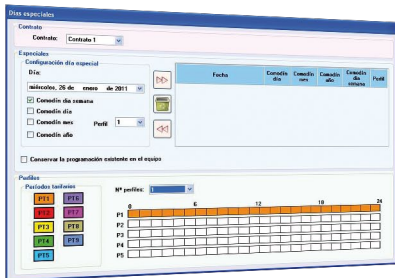 Días especiales
Contrato
Contrato: Contrato 1
Especiales
Configuración día especial
Día:
miércoles, 26 de enero de 2011
Comodín día semana
Comodín día
Comodín mes Perfil 1
Comodín año
Fecha Comodín día Comodín mes Comodín año Comodín día semana Perfil
Conservar la programación existente en el equipo
Perfiles
Períodos tarifarios
PT1 PT6
PT2 PT7
PT3 PT8
PT4 PT9
PT5
Nº perfiles: 1
0 6 12 18 24
P1
P2
P3
P4
P5